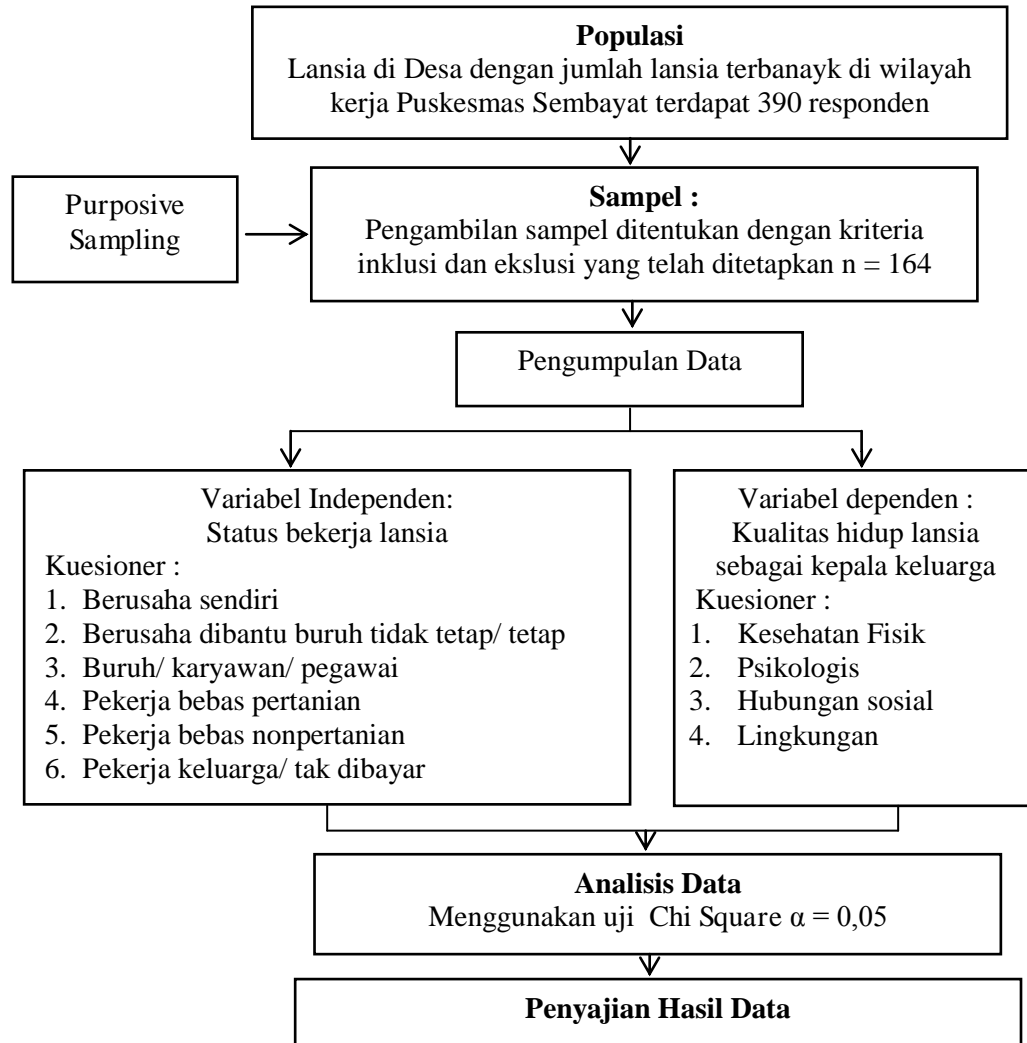 Populasi
Lansia di Desa dengan jumlah lansia terbanayk di wilayah
kerja Puskesmas Sembayat terdapat 390 responden
Purposive
Sampling
Sampel :
Pengambilan sampel ditentukan dengan kriteria
inklusi dan ekslusi yang telah ditetapkan n = 164
Pengumpulan Data
Variabel Independen:
Status bekerja lansia
Kuesioner :
1. Berusaha sendiri
2. Berusaha dibantu buruh tidak tetap/ tetap
3. Buruh/ karyawan/ pegawai
4. Pekerja bebas pertanian
5. Pekerja bebas nonpertanian
6. Pekerja keluarga/ tak dibayar
Variabel dependen :
Kualitas hidup lansia
sebagai kepala keluarga
Kuesioner :
1. Kesehatan Fisik
2. Psikologis
3. Hubungan sosial
4. Lingkungan
Analisis Data
Menggunakan uji Chi Square α = 0,05
Penyajian Hasil Data